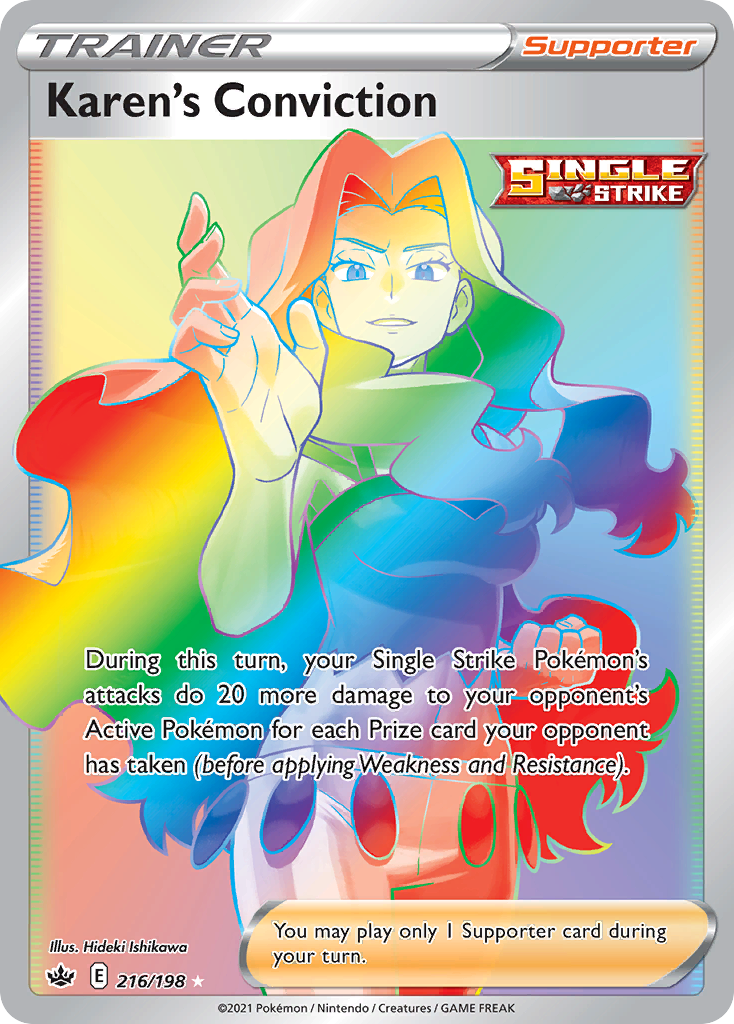 TRAINER
Supporter
Karen's Conviction
SINGLE
STRIKE
During this turn, your Single Strike Pokémon's
attacks do 20 more damage to your opponent's
Active Pokémon for each Prize card your opponent
has taken (before applying Weakness and Resistance).
You may play only 1 Supporter card during
your turn.
Illus. Hideki Ishikawa
E 216/198
©2021 Pokémon / Nintendo / Creatures / GAME FREAK